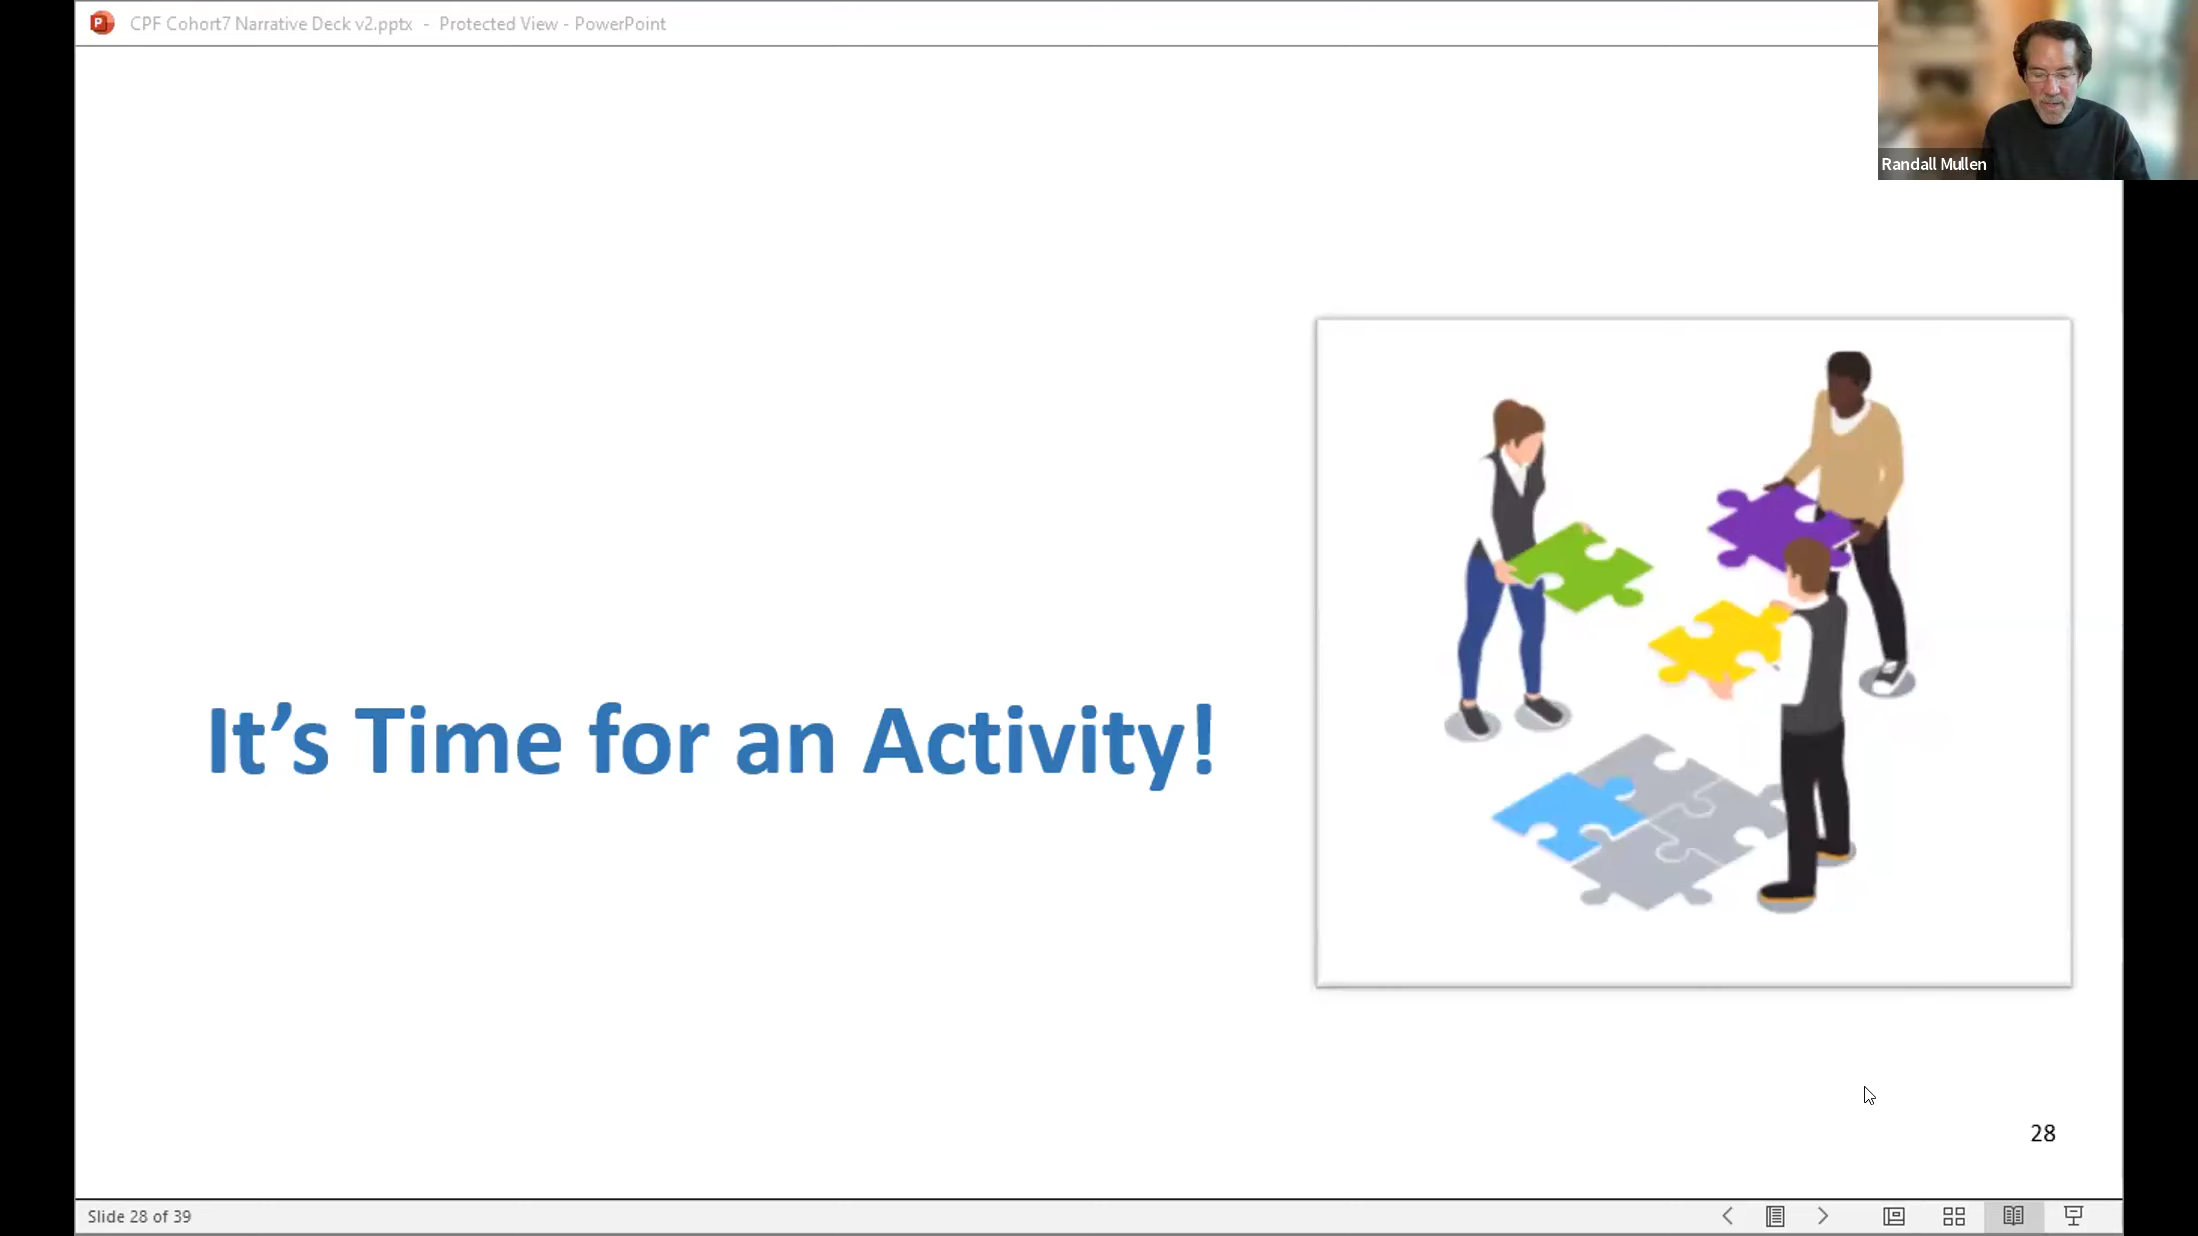 CPF Cohort7 Narrative Deck v2.pptx - Protected View - PowerPoint
Randall Mullen
It's Time for an Activity!
28
Slide 28 of 39